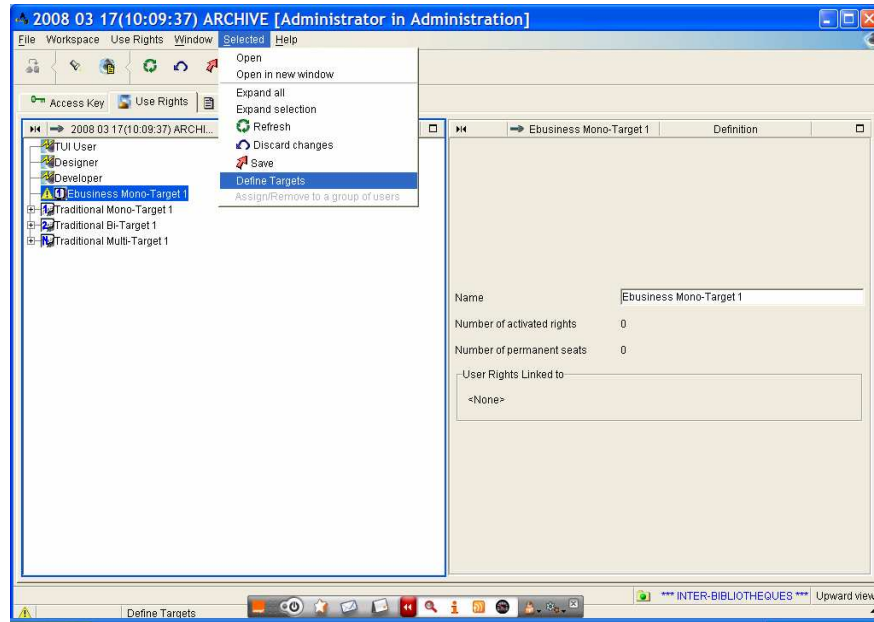 2008 03 17(10:09:37) ARCHIVE [Administrator in Administration]
File Workspace Use Rights Window Selected Help
Open
Open in new window
Expand all
Expand selection
Refresh
Discard changes
Save
Define Targets
Assign/Remove to a group of users
Access Key Use Rights
2008 03 17(10:09:37) ARCHI...
TUI User
Designer
Developer
1 Ebusiness Mono-Target 1
1 Traditional Mono-Target 1
2 Traditional Bi-Target 1
N Traditional Multi-Target 1
Ebusiness Mono-Target 1 Definition
Name Ebusiness Mono-Target 1
Number of activated rights 0
Number of permanent seats 0
User Rights Linked to
<None>
*** INTER-BIBLIOTHEQUES *** Upward view
Define Targets